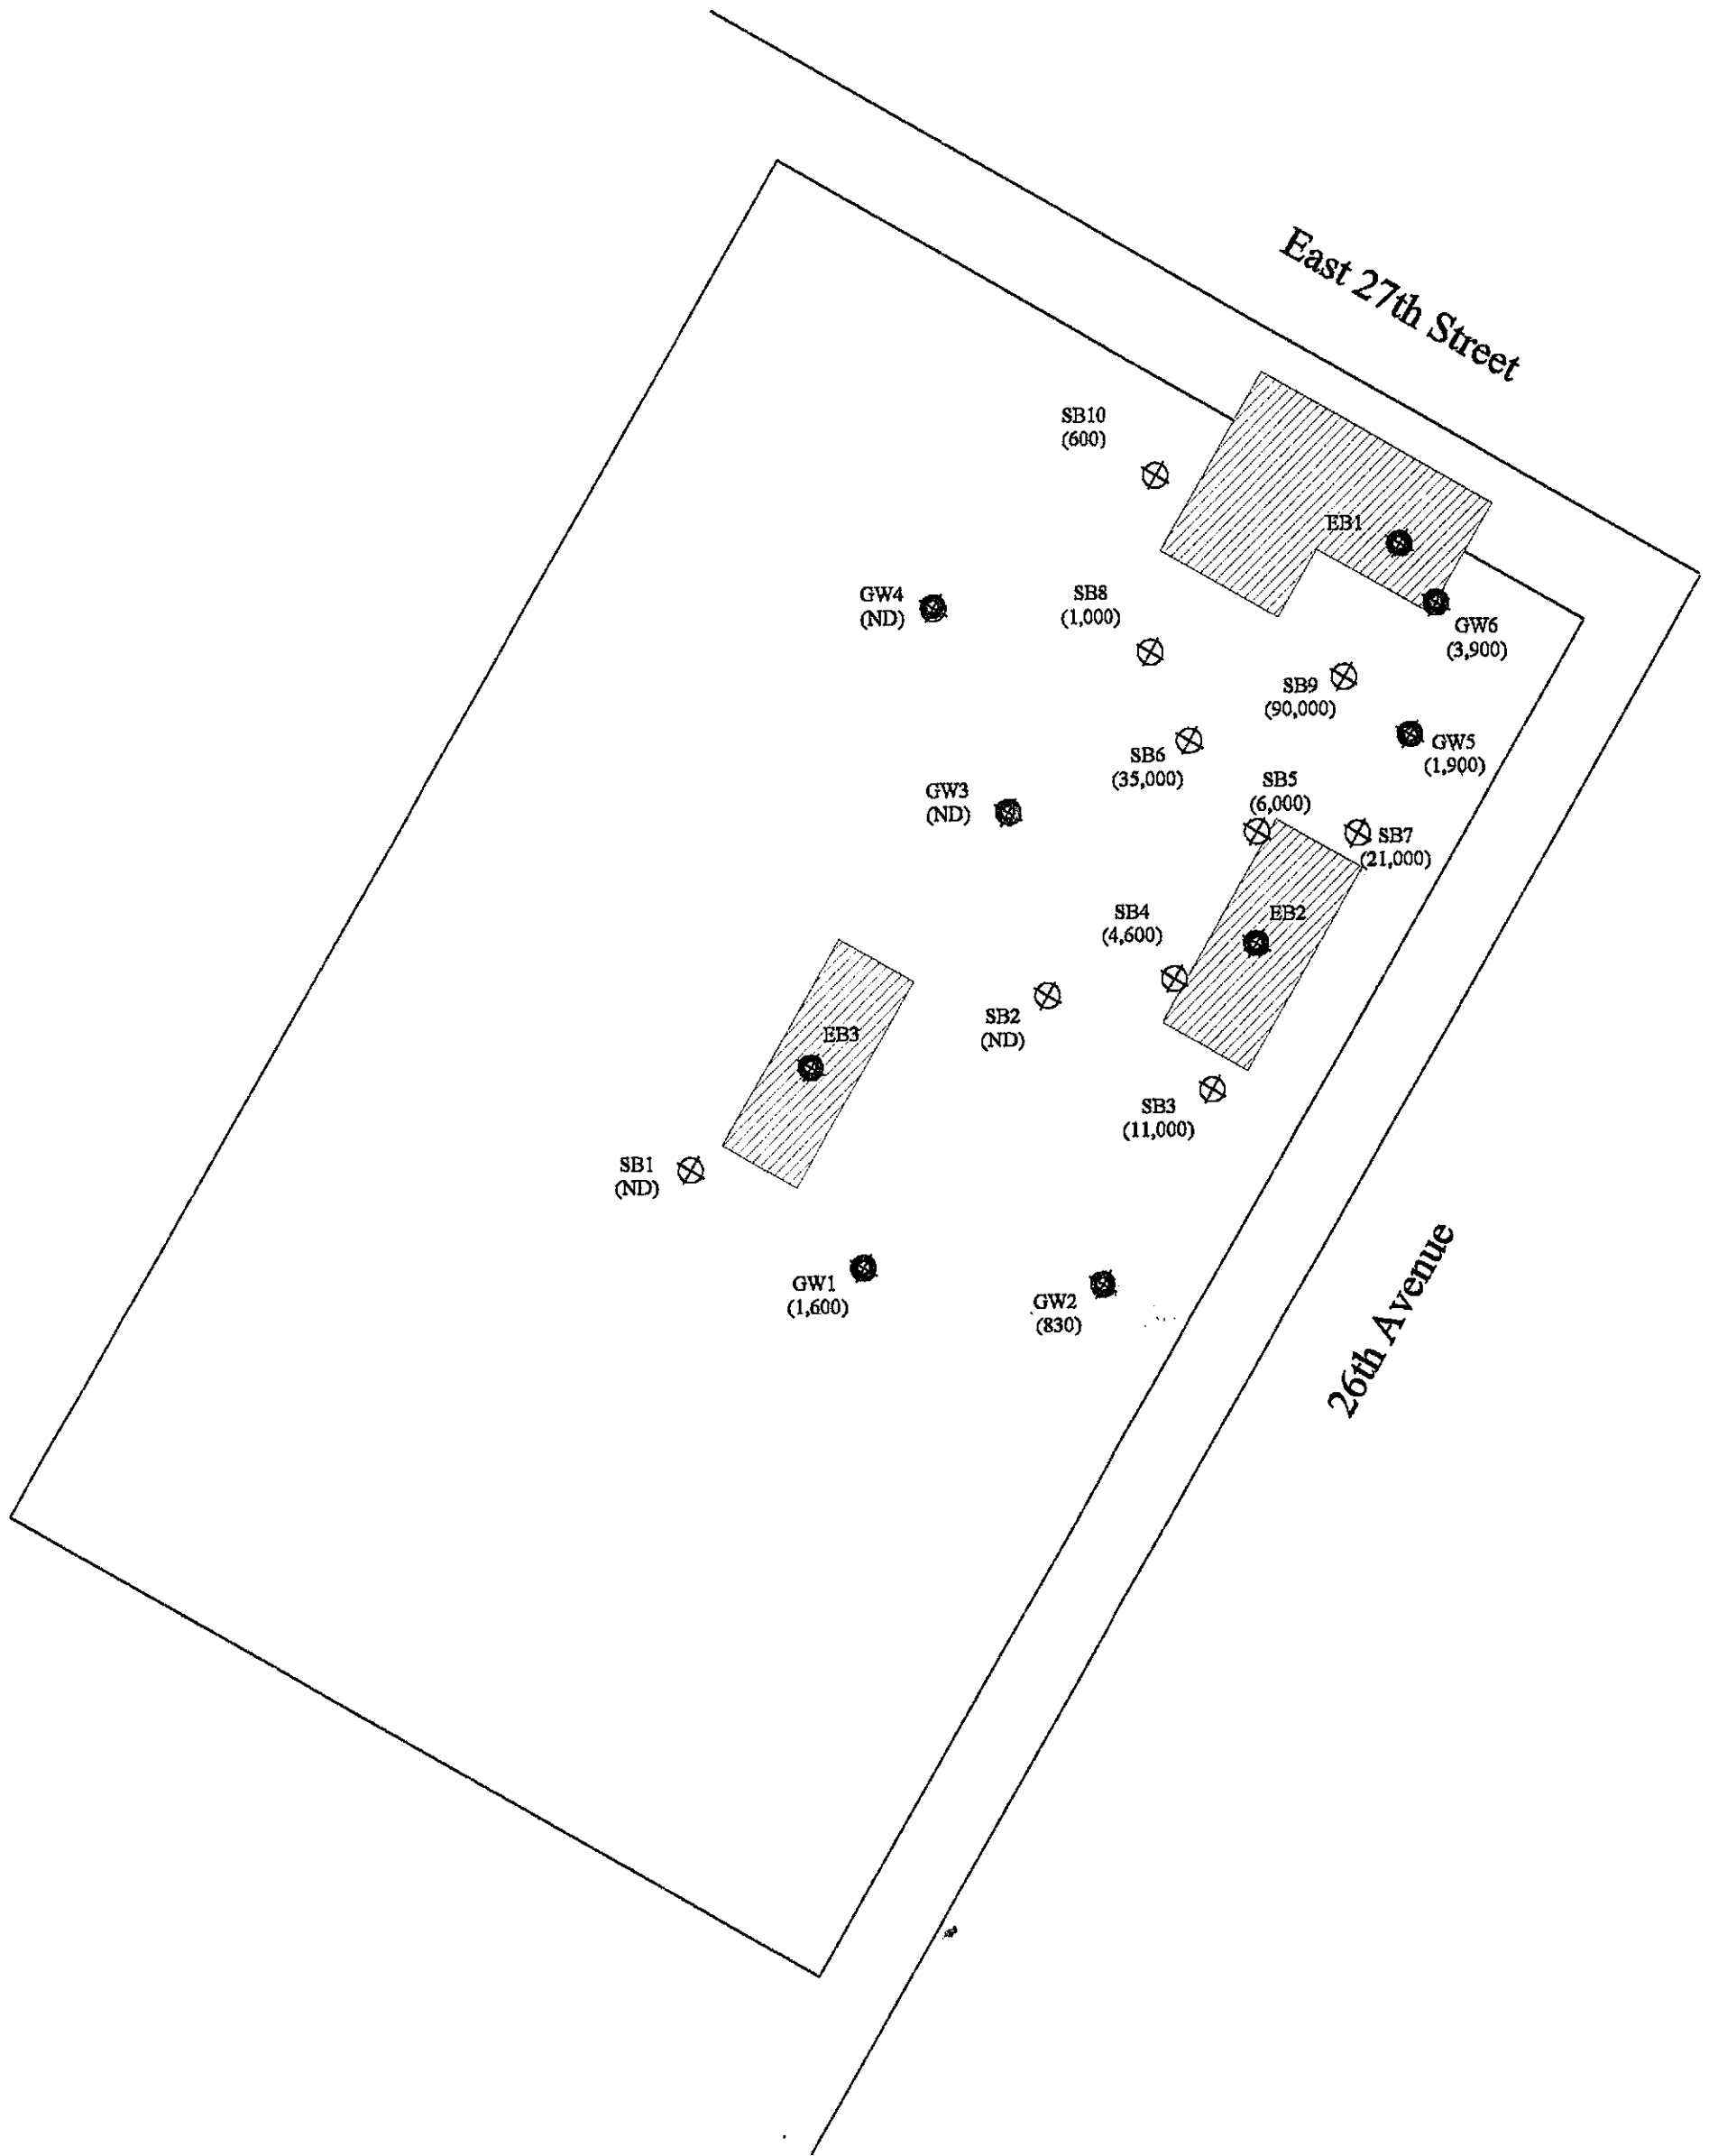 East 27th Street
SB10
(600)
EB1
GW4
(ND)
SB8
(1,000)
GW6
(3,900)
SB9
(90,000)
GW5
(1,900)
SB6
(35,000)
SB5
(6,000)
GW3
(ND)
SB7
(21,000)
SB4
(4,600)
EB2
SB2
(ND)
EB3
SB3
(11,000)
SB1
(ND)
GW1
(1,600)
GW2
(830)
26th Avenue